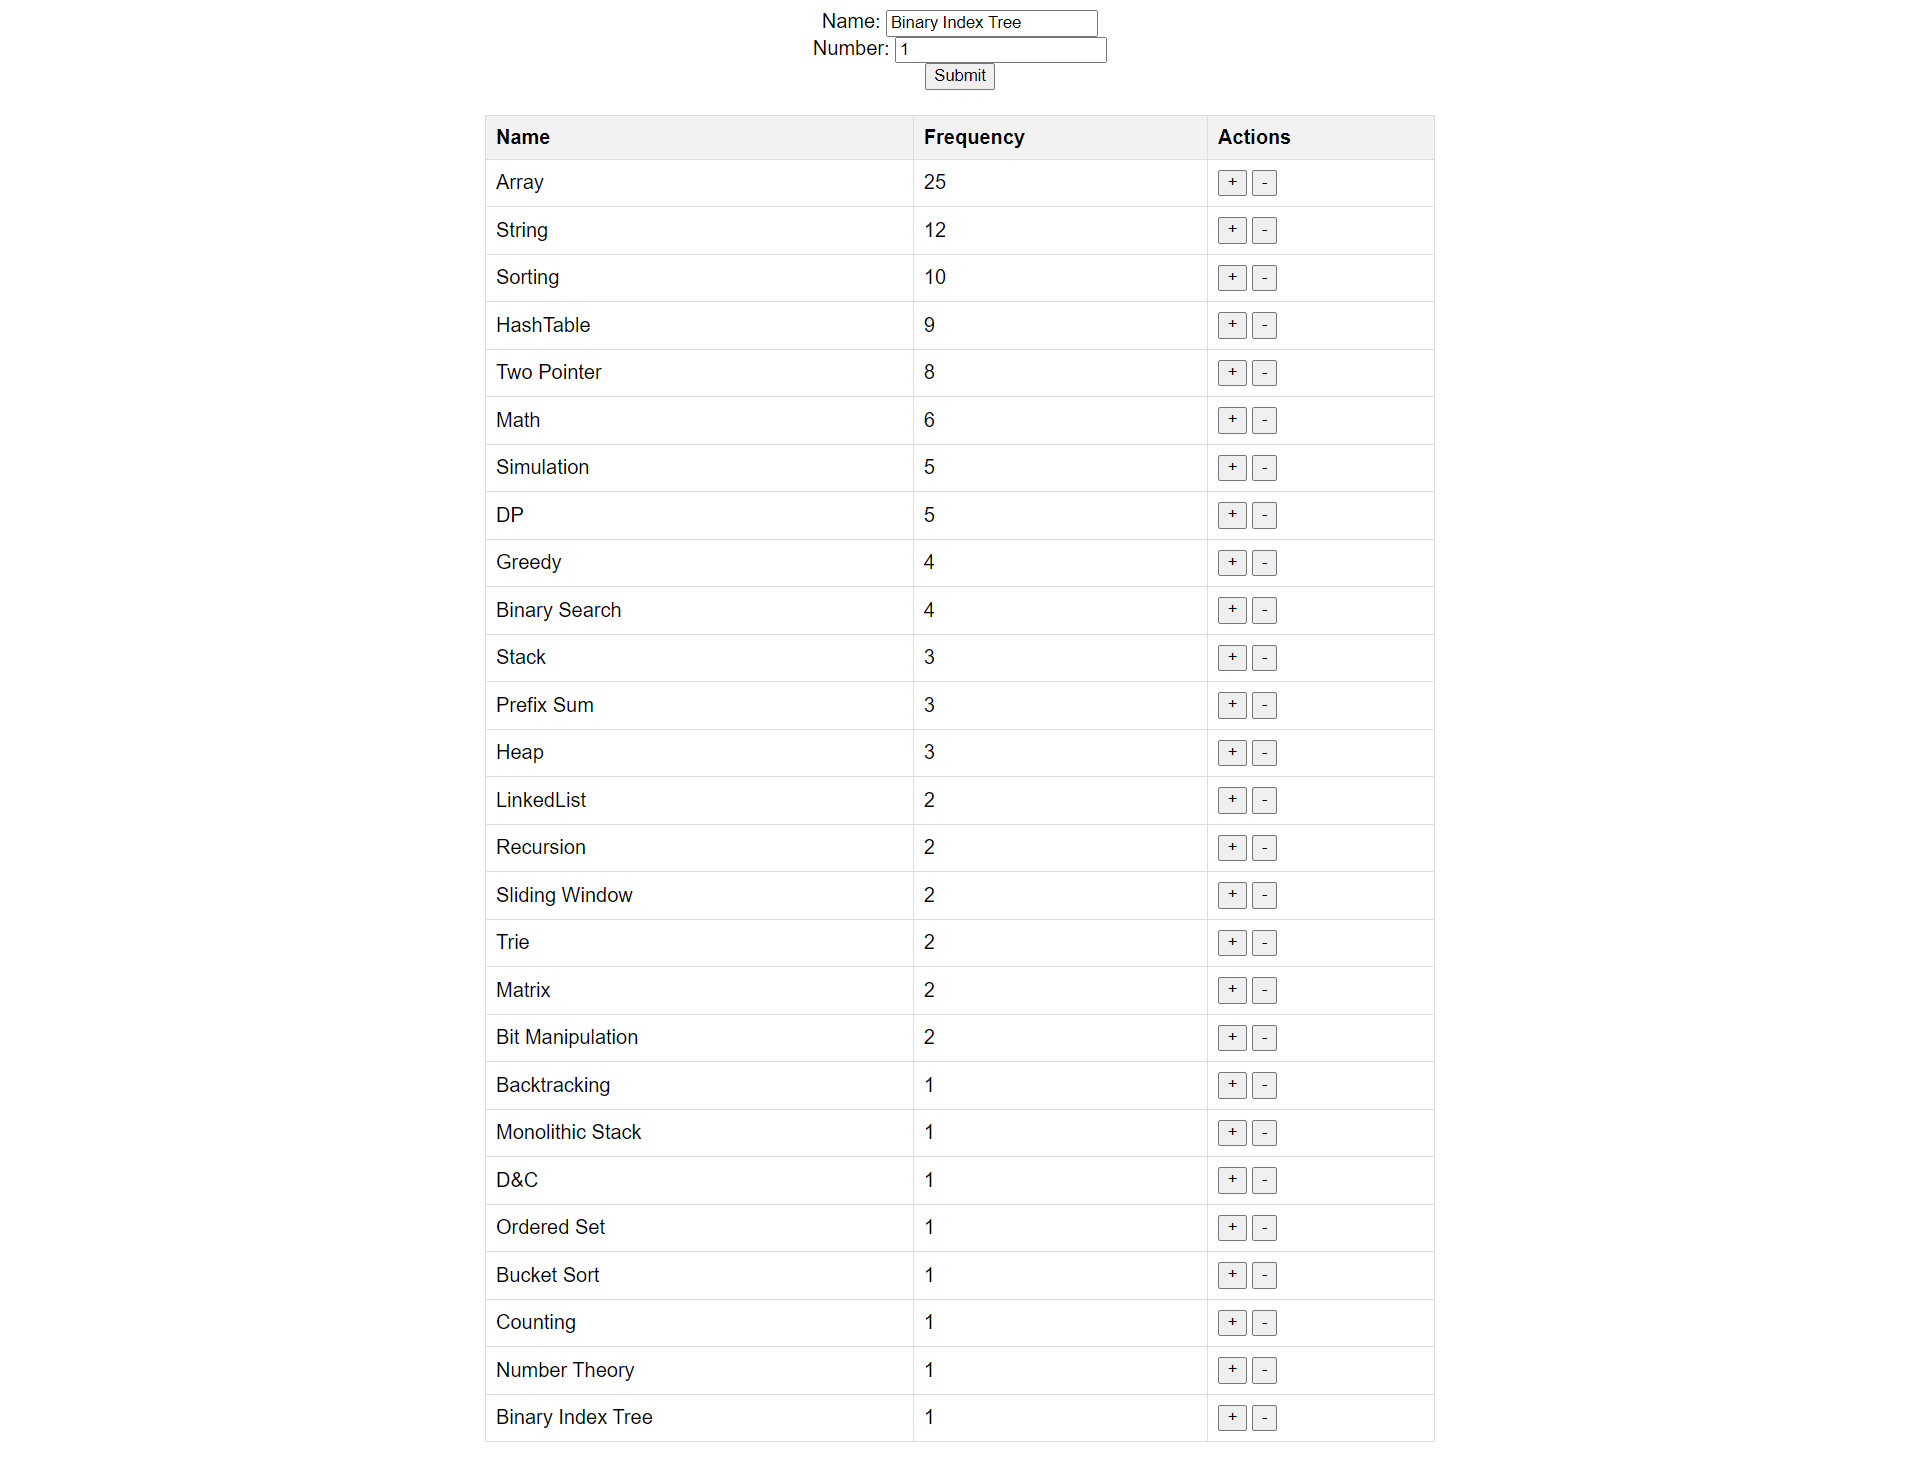 Name: Binary Index Tree
Number: 1
Submit
Name Frequency Actions
Array 25 + -
String 12 + -
Sorting 10 + -
HashTable 9 + -
Two Pointer 8 + -
Math 6 + -
Simulation 5 + -
DP 5 + -
Greedy 4 + -
Binary Search 4 + -
Stack 3 + -
Prefix Sum 3 + -
Heap 3 + -
LinkedList 2 + -
Recursion 2 + -
Sliding Window 2 + -
Trie 2 + -
Matrix 2 + -
Bit Manipulation 2 + -
Backtracking 1 + -
Monolithic Stack 1 + -
D&C 1 + -
Ordered Set 1 + -
Bucket Sort 1 + -
Counting 1 + -
Number Theory 1 + -
Binary Index Tree 1 + -